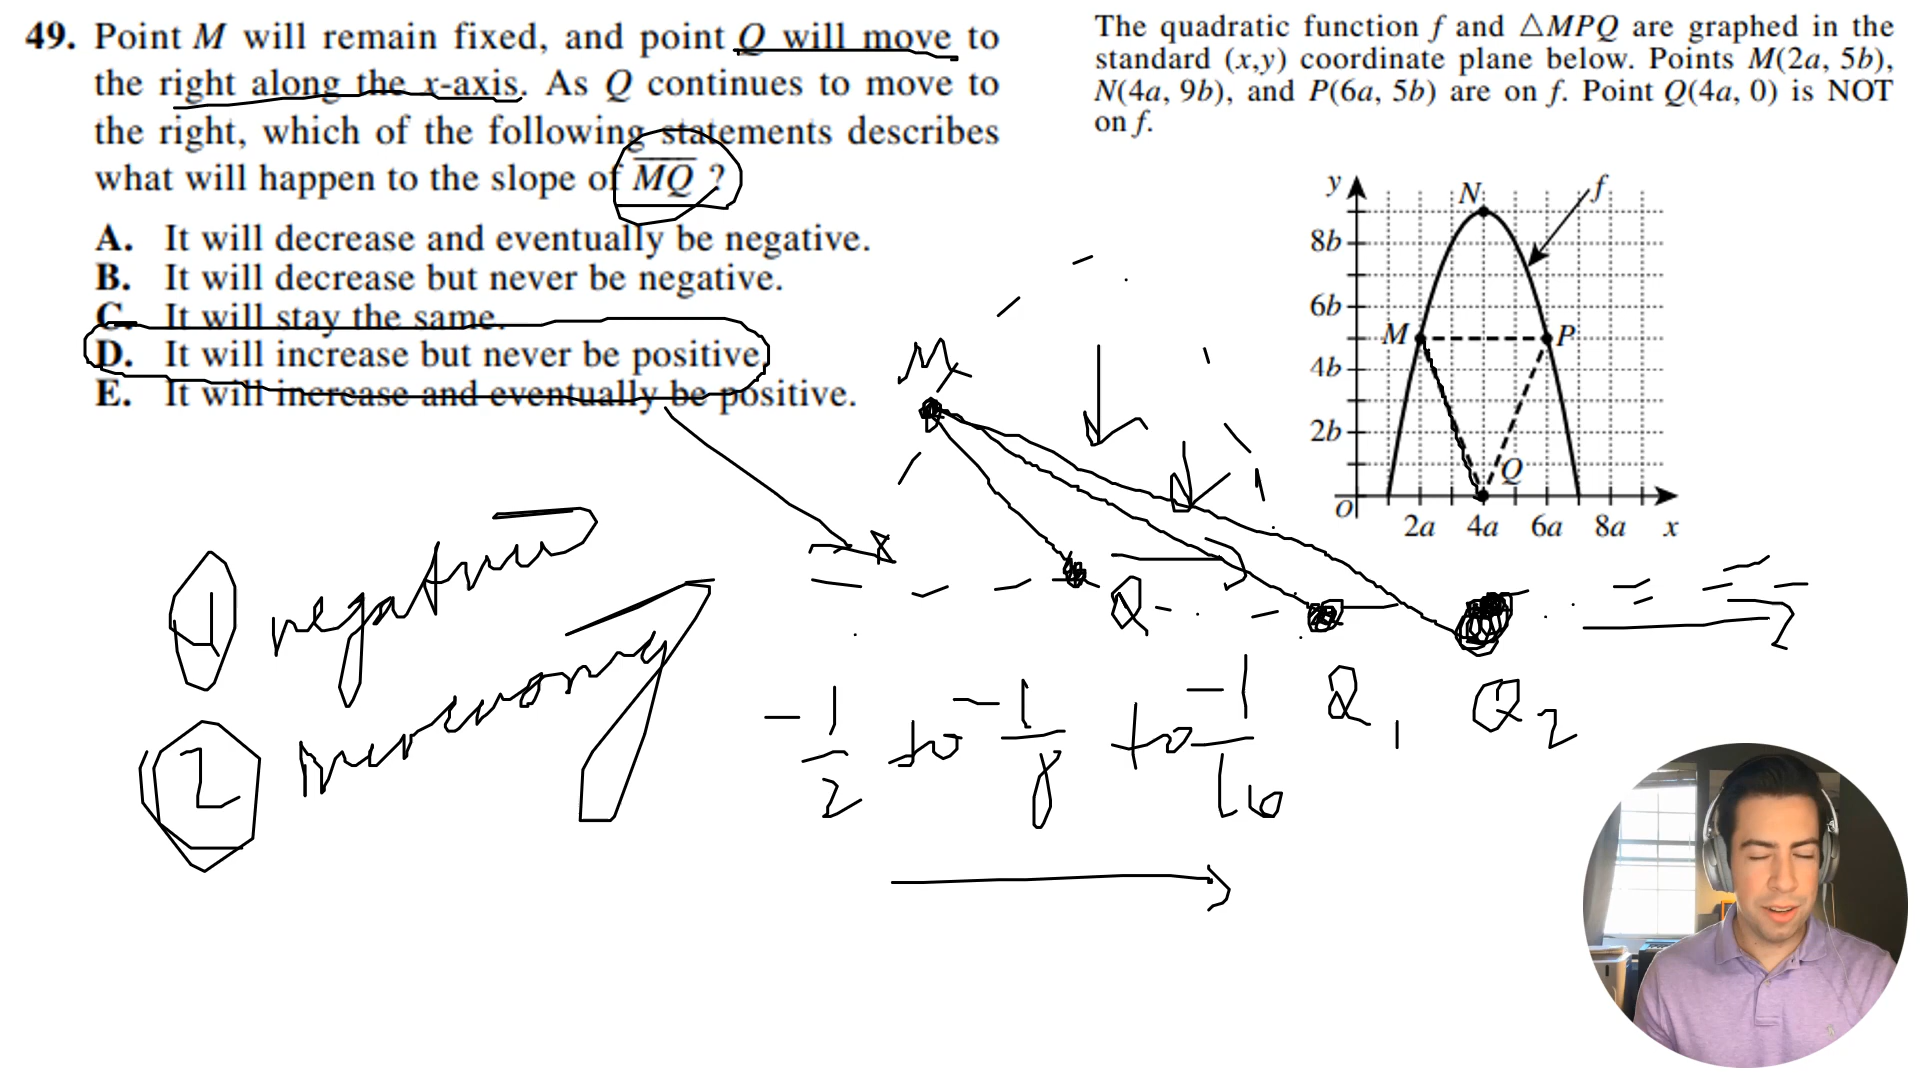 49. Point M will remain fixed, and point Q will move to
the right along the x-axis. As Q continues to move to
the right, which of the following statements describes
what will happen to the slope of MQ ?
A. It will decrease and eventually be negative.
B. It will decrease but never be negative.
C. It will stay the same.
D. It will increase but never be positive.
E. It will increase and eventually be positive.
The quadratic function f and △MPQ are graphed in the
standard (x,y) coordinate plane below. Points M(2a, 5b),
N(4a, 9b), and P(6a, 5b) are on f. Point Q(4a, 0) is NOT
on f.
y
N
f
8b
6b
M
P
4b
2b
Q
O
2a 4a 6a 8a x
M
Q
Q1 Q2
1 negative
2
-1/2 to -1/8 to -1/16